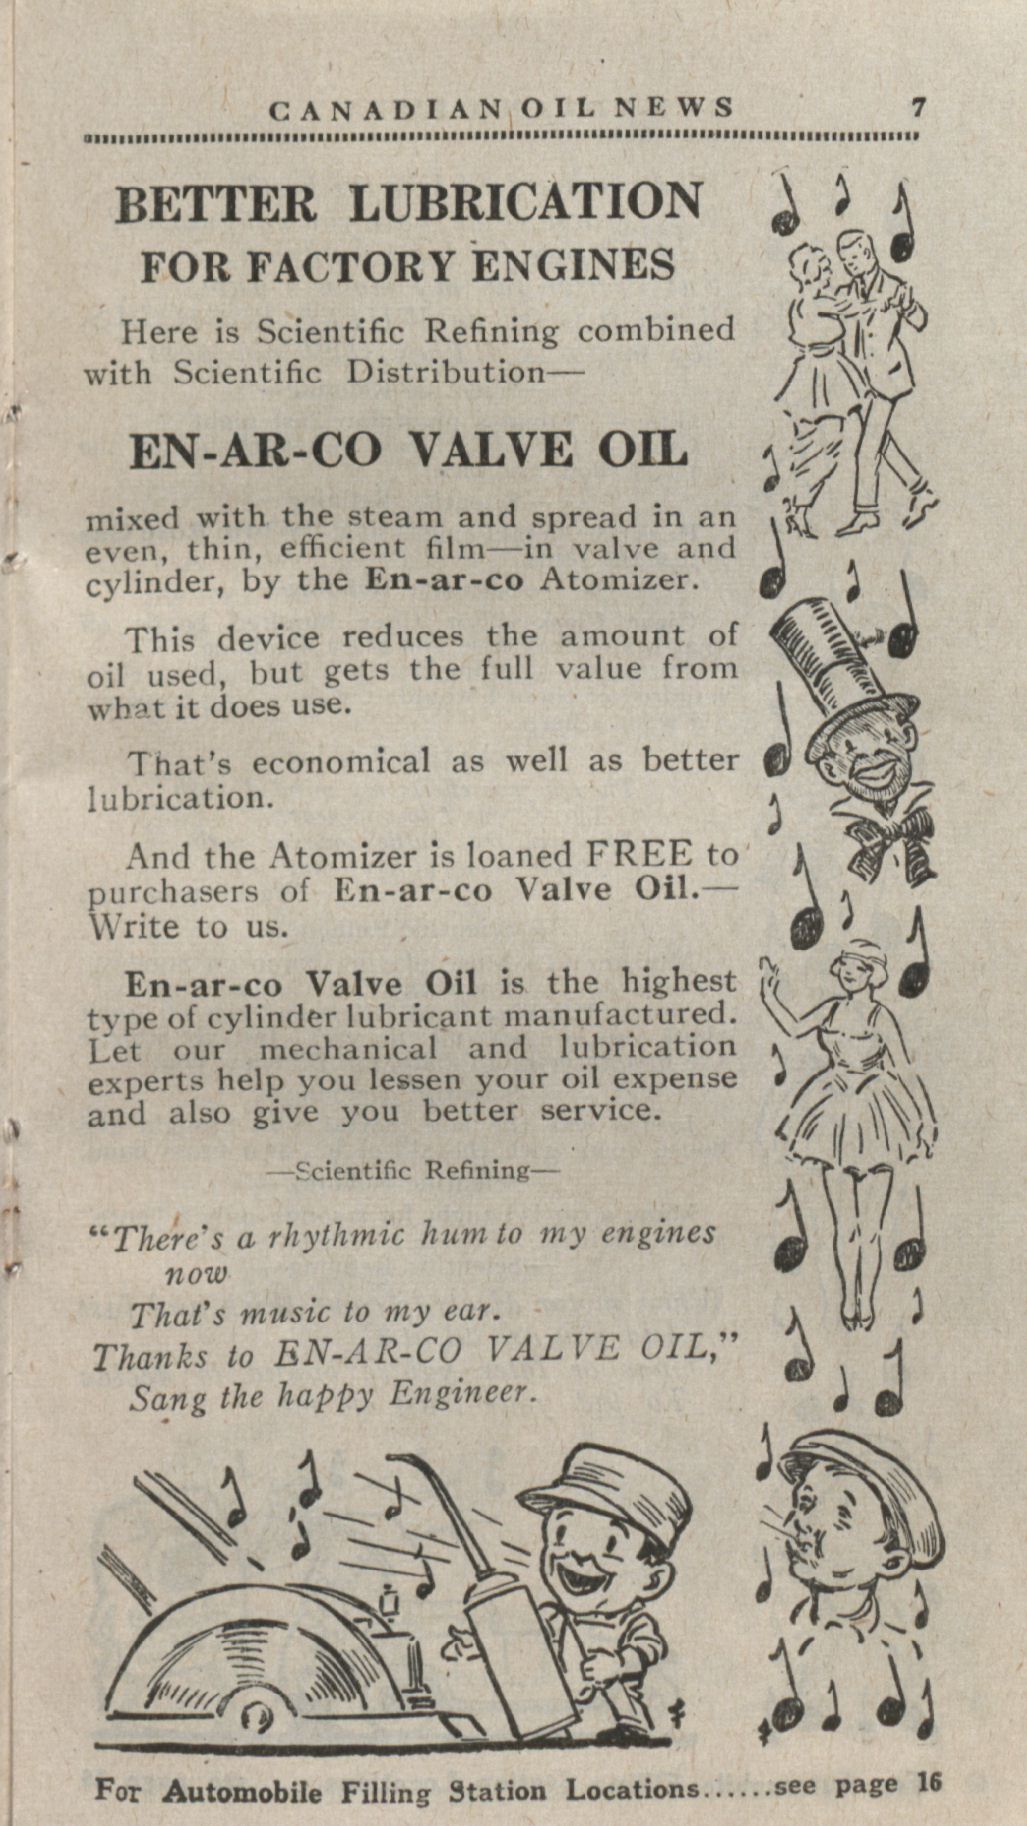 CANADIAN OIL NEWS 7
BETTER LUBRICATION
FOR FACTORY ENGINES
Here is Scientific Refining combined
with Scientific Distribution—
EN-AR-CO VALVE OIL
mixed with the steam and spread in an
even, thin, efficient film—in valve and
cylinder, by the En-ar-co Atomizer.
This device reduces the amount of
oil used, but gets the full value from
what it does use.
That's economical as well as better
lubrication.
And the Atomizer is loaned FREE to
purchasers of En-ar-co Valve Oil.—
Write to us.
En-ar-co Valve Oil is the highest
type of cylinder lubricant manufactured.
Let our mechanical and lubrication
experts help you lessen your oil expense
and also give you better service.
—Scientific Refining—
“There's a rhythmic hum to my engines
now
That's music to my ear.
Thanks to EN-AR-CO VALVE OIL,”
Sang the happy Engineer.
For Automobile Filling Station Locations......see page 16